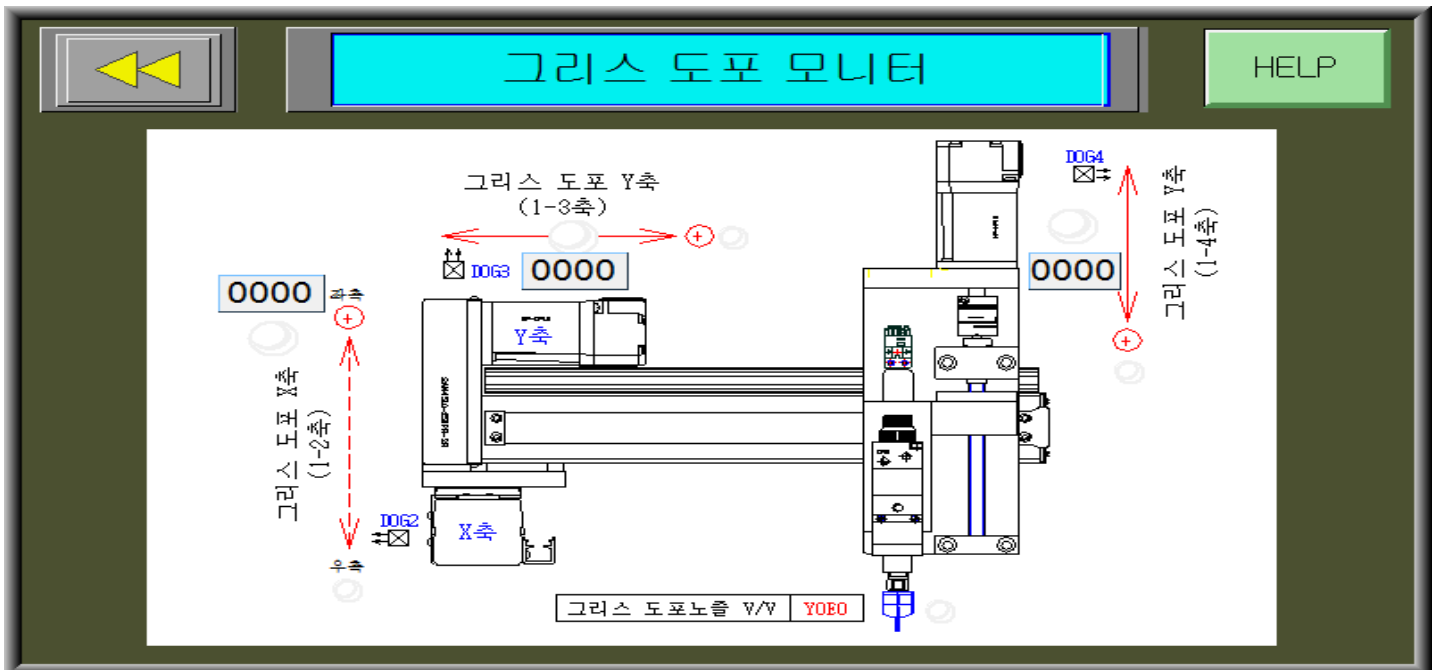 그리스 도포 모니터
HELP
그리스 도포 Y축
(1-3축)
DOG3
0000
0000
좌측
그리스 도포 X축
(1-2축)
DOG2
우측
Y축
X축
DOG4
그리스 도포 Y축
(1-4축)
0000
그리스 도포노즐 V/V
Y0E0